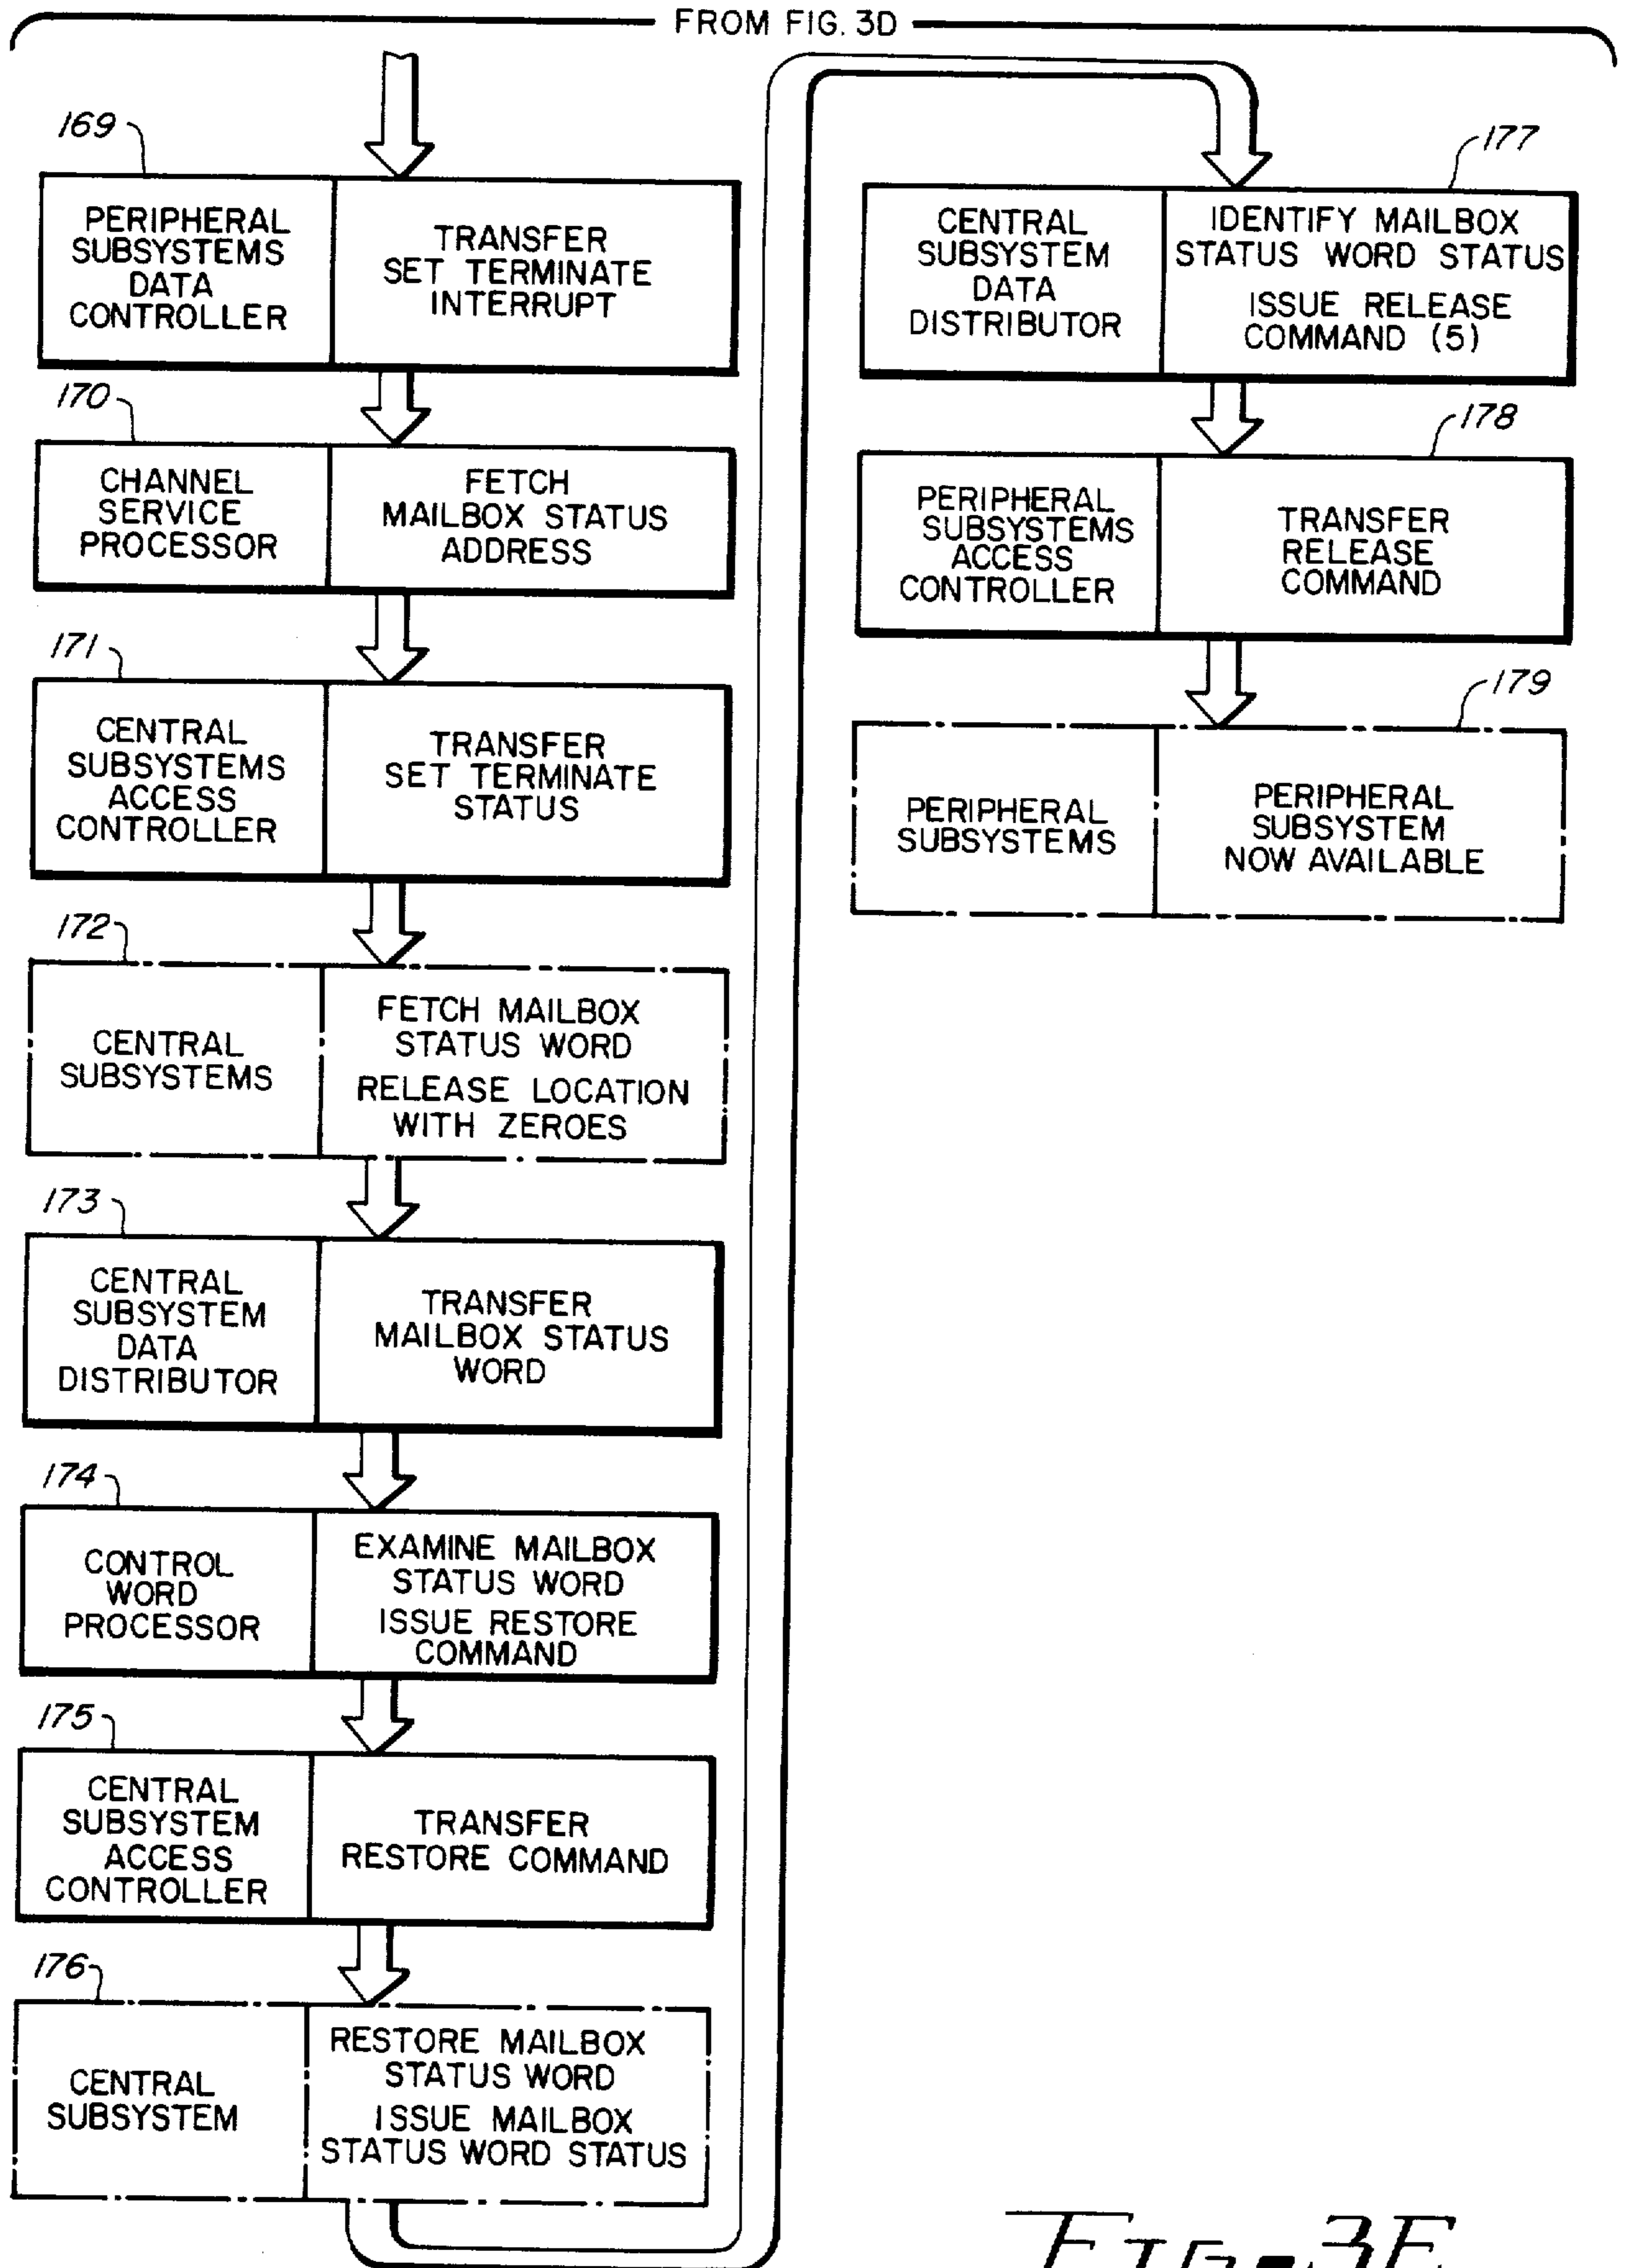 FROM FIG. 3D
169
PERIPHERAL
SUBSYSTEMS
DATA
CONTROLLER
TRANSFER
SET TERMINATE
INTERRUPT
170
CHANNEL
SERVICE
PROCESSOR
FETCH
MAILBOX STATUS
ADDRESS
171
CENTRAL
SUBSYSTEMS
ACCESS
CONTROLLER
TRANSFER
SET TERMINATE
STATUS
172
CENTRAL
SUBSYSTEMS
FETCH MAILBOX
STATUS WORD
RELEASE LOCATION
WITH ZEROES
173
CENTRAL
SUBSYSTEM
DATA
DISTRIBUTOR
TRANSFER
MAILBOX STATUS
WORD
174
CONTROL
WORD
PROCESSOR
EXAMINE MAILBOX
STATUS WORD
ISSUE RESTORE
COMMAND
175
CENTRAL
SUBSYSTEM
ACCESS
CONTROLLER
TRANSFER
RESTORE COMMAND
176
CENTRAL
SUBSYSTEM
RESTORE MAILBOX
STATUS WORD
ISSUE MAILBOX
STATUS WORD STATUS
177
CENTRAL
SUBSYSTEM
DATA
DISTRIBUTOR
IDENTIFY MAILBOX
STATUS WORD STATUS
ISSUE RELEASE
COMMAND (5)
178
PERIPHERAL
SUBSYSTEMS
ACCESS
CONTROLLER
TRANSFER
RELEASE
COMMAND
179
PERIPHERAL
SUBSYSTEMS
PERIPHERAL
SUBSYSTEM
NOW AVAILABLE
FIG. 3E